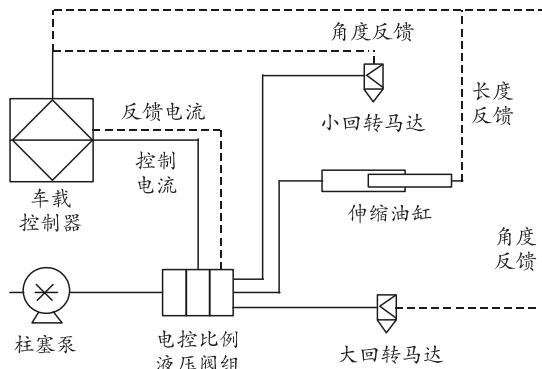 角度反馈
长度
反馈
反馈电流
小回转马达
控制
电流
车载
控制器
伸缩油缸
角度
反馈
柱塞泵
电控比例
液压阀组
大回转马达